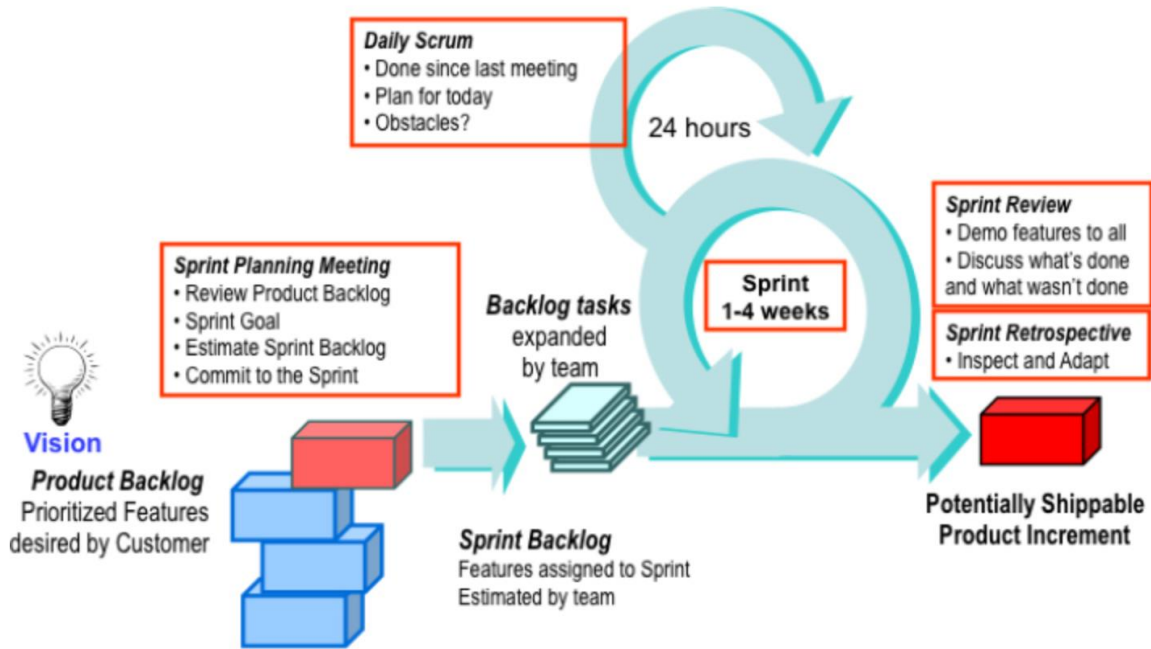 Daily Scrum
• Done since last meeting
• Plan for today
• Obstacles?
24 hours
Sprint Planning Meeting
• Review Product Backlog
• Sprint Goal
• Estimate Sprint Backlog
• Commit to the Sprint
Backlog tasks
expanded
by team
Sprint
1-4 weeks
Sprint Review
• Demo features to all
• Discuss what's done
and what wasn't done
Sprint Retrospective
• Inspect and Adapt
Vision
Product Backlog
Prioritized Features
desired by Customer
Sprint Backlog
Features assigned to Sprint
Estimated by team
Potentially Shippable
Product Increment